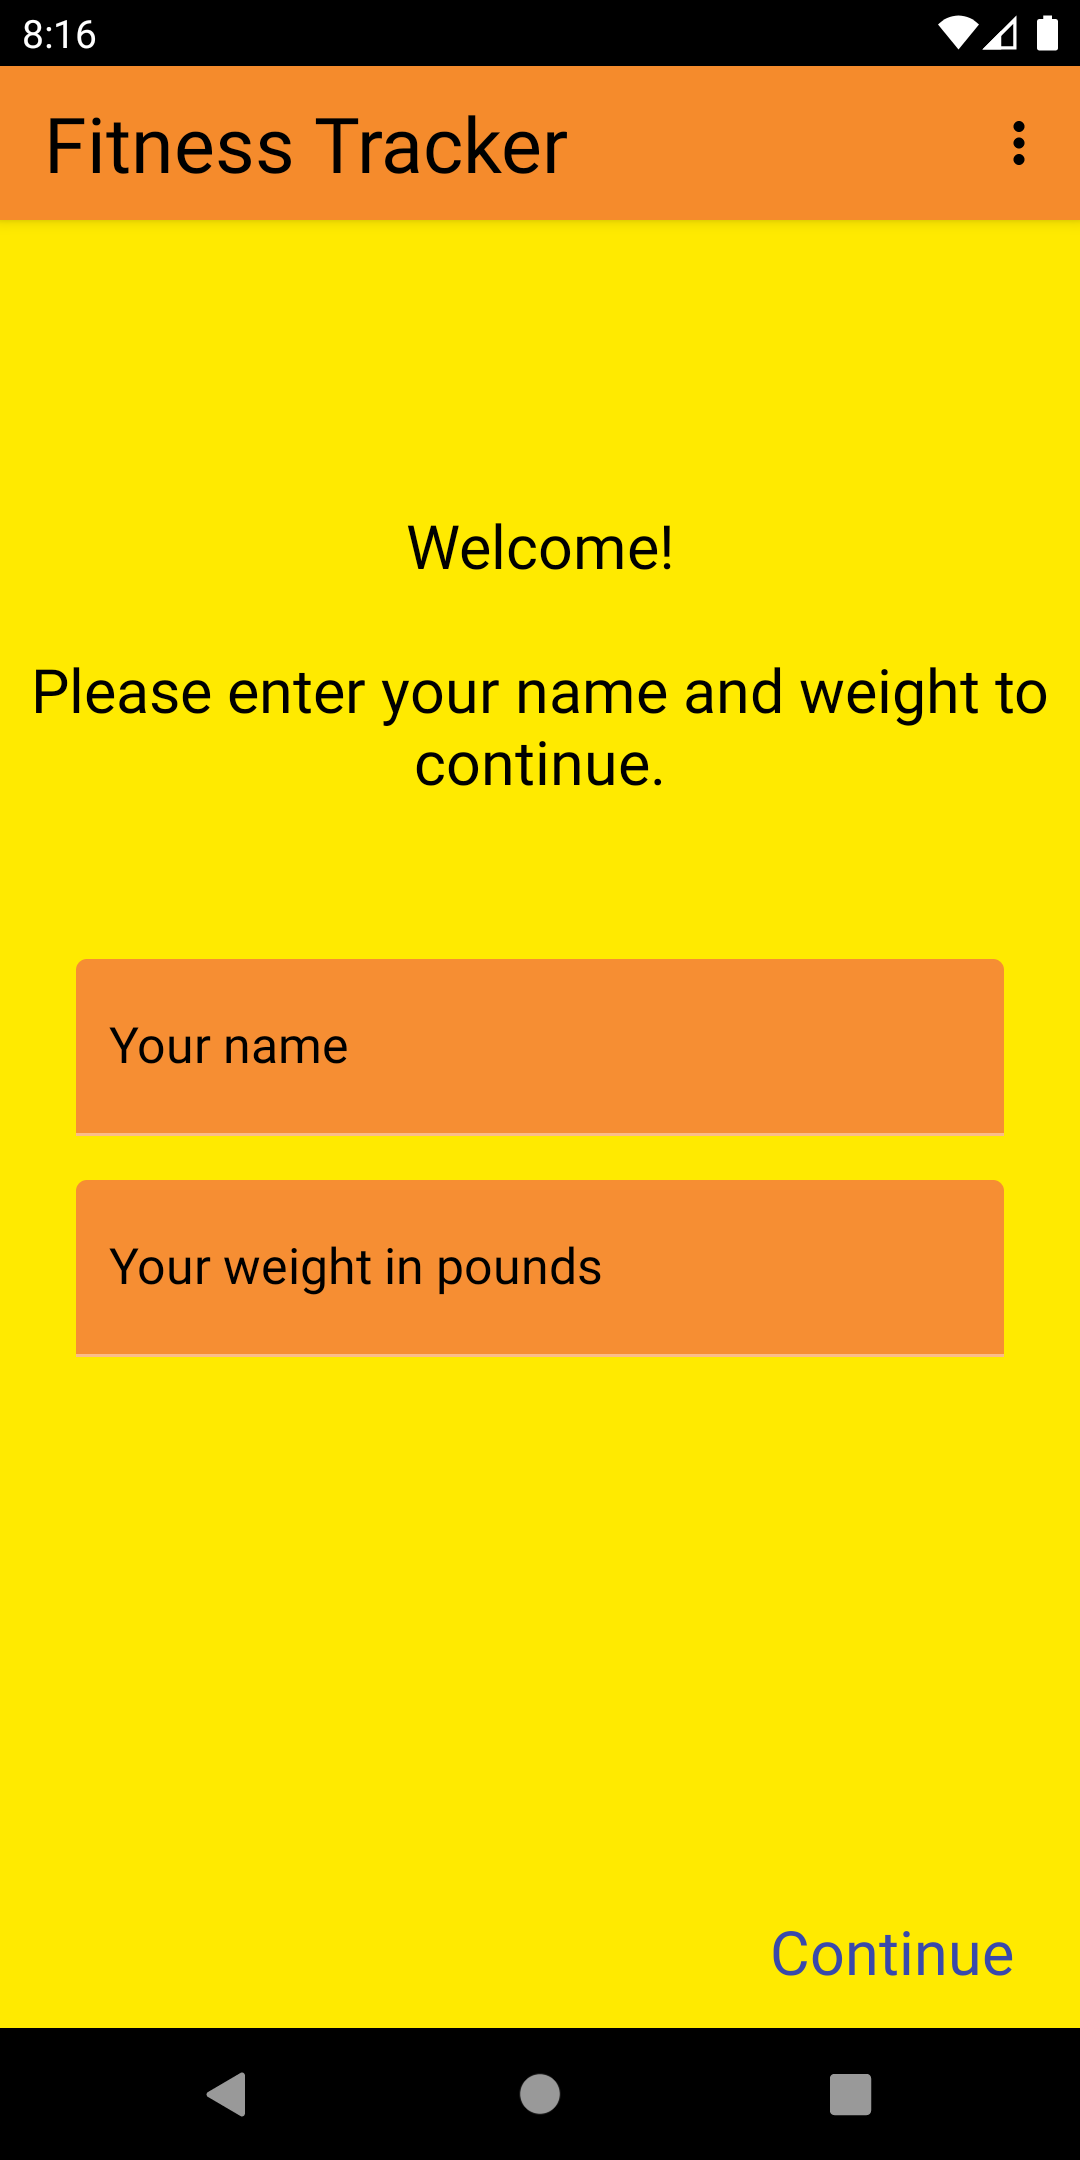 8:16
Fitness Tracker
Welcome!
Please enter your name and weight to
continue.
Your name
Your weight in pounds
Continue